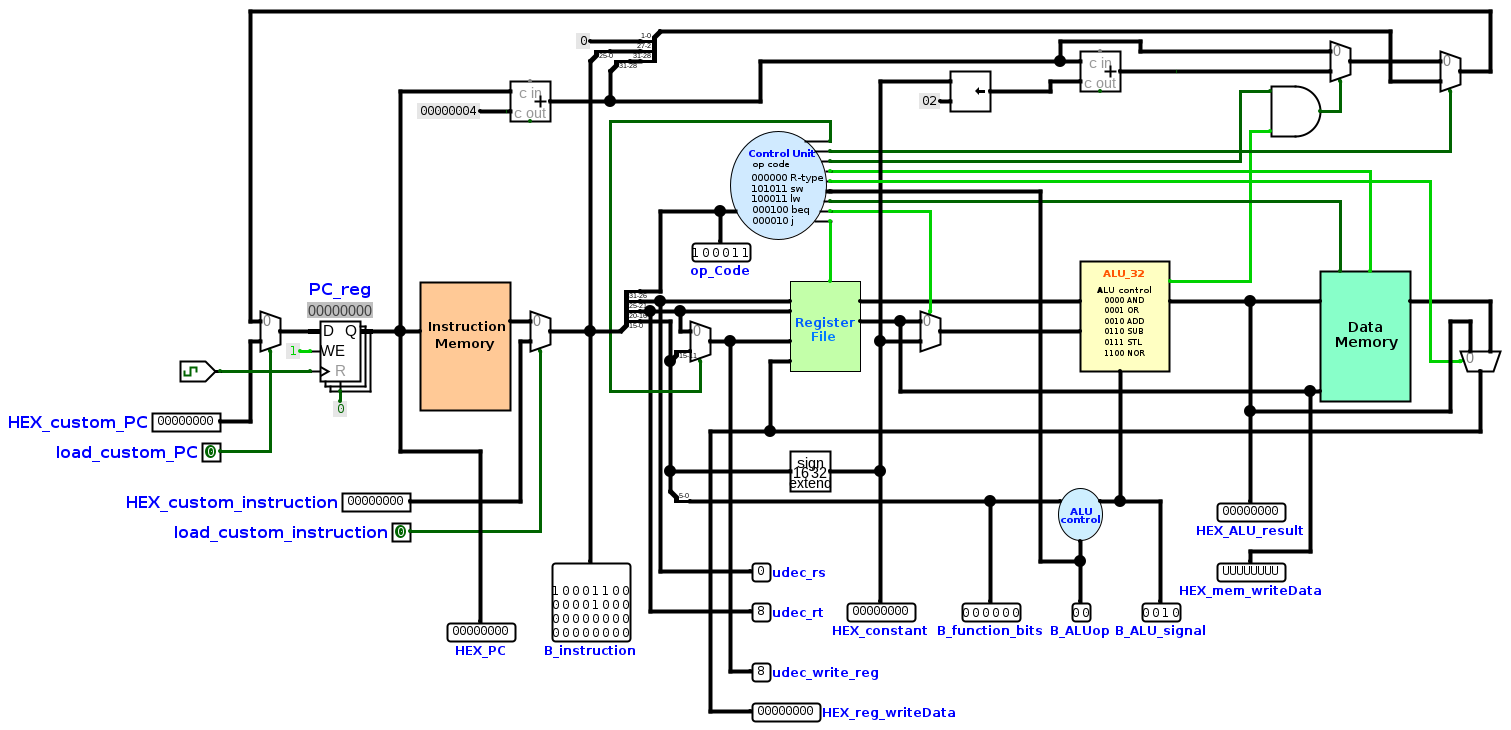 0
1-0
27-2
31-28
25-0
31-28
c in
+
c out
00000004
02
c in
+
c out
0
0
Control Unit
op code
000000 R-type
101011 sw
100011 lw
000100 beq
000010 j
100011
op_Code
PC_reg
00000000
0
D Q
WE
R
1
0
Instruction
Memory
0
31-26
25-21
20-16
15-0
0
15-11
Register
File
0
ALU_32
ALU control
0000 AND
0001 OR
0010 ADD
0110 SUB
0111 STL
1100 NOR
Data
Memory
0
HEX_custom_PC 00000000
load_custom_PC 0
HEX_custom_instruction 00000000
load_custom_instruction 0
sign
16 32
extend
5-0
ALU
control
00000000
HEX_ALU_result
UUUUUUUU
HEX_mem_writeData
10001100
00001000
00000000
00000000
B_instruction
00000000
HEX_PC
0 udec_rs
8 udec_rt
00000000
HEX_constant
000000
B_function_bits
00
B_ALUop
0010
B_ALU_signal
8 udec_write_reg
00000000 HEX_reg_writeData